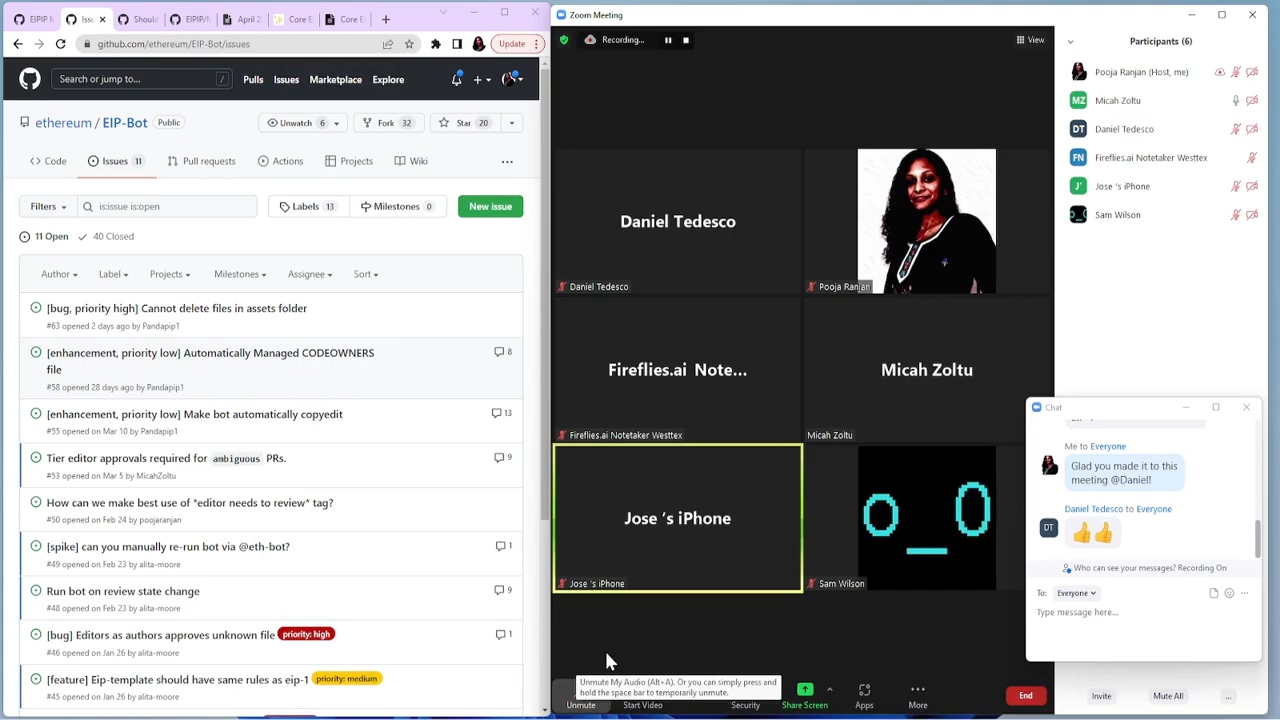 EIPIP M
Iss
Shoul
EIPIP/
April 2
Core E
Core E
github.com/ethereum/EIP-Bot/issues
Update
Search or jump to...
/
Pulls
Issues
Marketplace
Explore
ethereum / EIP-Bot
Public
Unwatch 6
Fork 32
Star 20
Code
Issues 11
Pull requests
Actions
Projects
Wiki
Filters
is:issue is:open
Labels 13
Milestones 0
New issue
11 Open
40 Closed
Author
Label
Projects
Milestones
Assignee
Sort
[bug, priority high] Cannot delete files in assets folder
#63 opened 2 days ago by Pandapip1
[enhancement, priority low] Automatically Managed CODEOWNERS
file
8
#58 opened 28 days ago by Pandapip1
[enhancement, priority low] Make bot automatically copyedit
13
#55 opened on Mar 10 by Pandapip1
Tier editor approvals required for ambiguous PRs.
9
#53 opened on Mar 5 by MicahZoltu
How can we make best use of *editor needs to review* tag?
#50 opened on Feb 24 by poojaranjan
[spike] can you manually re-run bot via @eth-bot?
1
#49 opened on Feb 23 by alita-moore
Run bot on review state change
9
#48 opened on Feb 23 by alita-moore
[bug] Editors as authors approves unknown file priority: high
1
#46 opened on Jan 26 by alita-moore
[feature] Eip-template should have same rules as eip-1 priority: medium
#45 opened on Jan 26 by alita-moore
Zoom Meeting
Recording...
View
Daniel Tedesco
Daniel Tedesco
Pooja Ranjan
Fireflies.ai Note...
Fireflies.ai Notetaker Westtex
Micah Zoltu
Micah Zoltu
Jose 's iPhone
Jose 's iPhone
Sam Wilson
Unmute My Audio (Alt+A). Or you can simply press and
hold the space bar to temporarily unmute.
Unmute
Start Video
Security
Share Screen
Apps
More
End
Participants (6)
Pooja Ranjan (Host, me)
MZ Micah Zoltu
DT Daniel Tedesco
FN Fireflies.ai Notetaker Westtex
J' Jose 's iPhone
Sam Wilson
Chat
Me to Everyone
Glad you made it to this
meeting @Daniel!
Daniel Tedesco to Everyone
DT
👍👍
Who can see your messages? Recording On
To: Everyone
Type message here...
Invite
Mute All
...